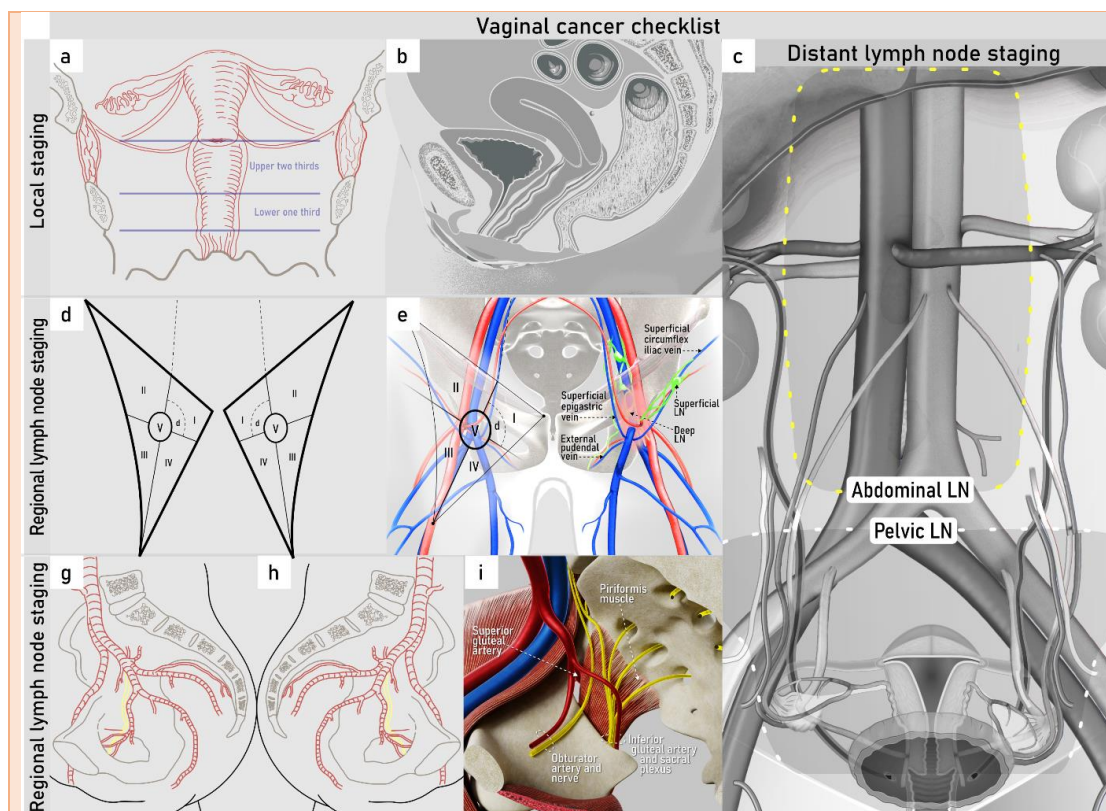 Vaginal cancer checklist
Local staging
a
Upper two thirds
Lower one third
b
c
Distant lymph node staging
Abdominal LN
Pelvic LN
Regional lymph node staging
d
II
I
d
V
III
IV
II
I
d
V
III
IV
e
II
I
V
d
III
IV
Superficial
circumflex
iliac vein
Superficial
epigastric
vein
Superficial
LN
Deep
LN
External
pudendal
vein
Regional lymph node staging
g
h
i
Piriformis
muscle
Superior
gluteal
artery
Obturator
artery and
nerve
Inferior
gluteal artery
and sacral
plexus